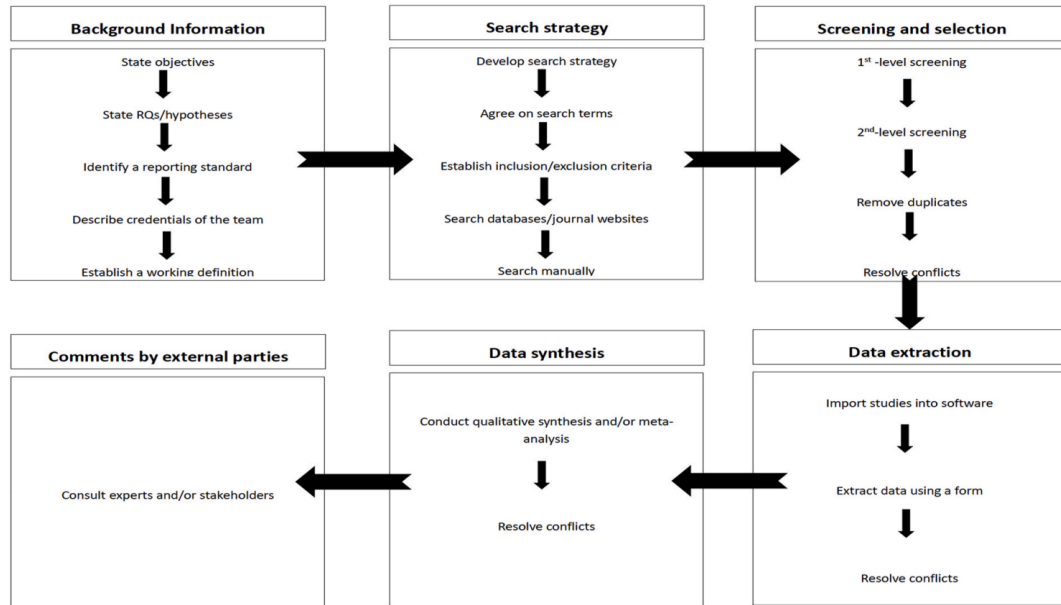 Background Information
State objectives
State RQs/hypotheses
Identify a reporting standard
Describe credentials of the team
Establish a working definition
Search strategy
Develop search strategy
Agree on search terms
Establish inclusion/exclusion criteria
Search databases/journal websites
Search manually
Screening and selection
1st -level screening
2nd-level screening
Remove duplicates
Resolve conflicts
Data extraction
Import studies into software
Extract data using a form
Resolve conflicts
Data synthesis
Conduct qualitative synthesis and/or meta-
analysis
Resolve conflicts
Comments by external parties
Consult experts and/or stakeholders